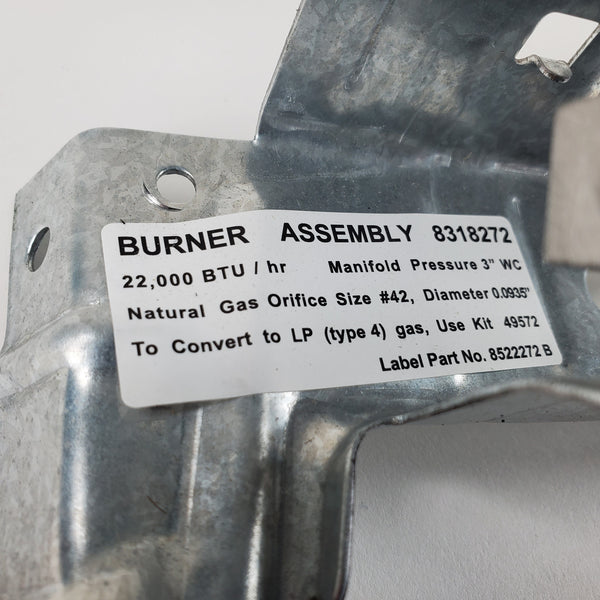 BURNER ASSEMBLY 8318272
22,000 BTU / hr Manifold Pressure 3" WC
Natural Gas Orifice Size #42, Diameter 0.0935"
To Convert to LP (type 4) gas, Use Kit 49572
Label Part No. 8522272 B